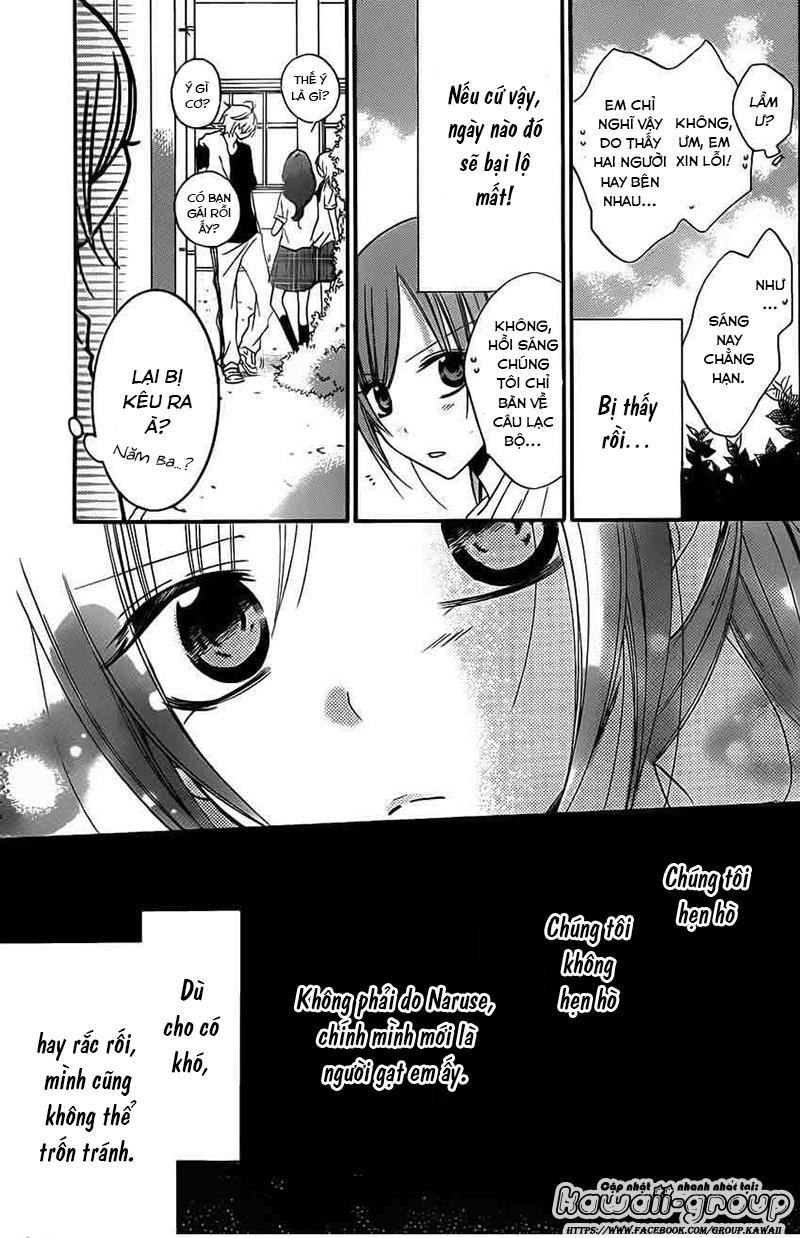 LẦM
Ư?
KHÔNG,
ƯM, EM
XIN LỖI!
EM CHỈ
NGHĨ VẬY
DO THẤY
HAI NGƯỜI
HAY BÊN
NHAU...
NHƯ
...
SÁNG
NAY
CHẲNG
HẠN.
Bị thấy
rồi...
Nếu cứ vậy,
ngày nào đó
sẽ bại lộ
mất!
KHÔNG,
HỒI SÁNG
CHÚNG
TÔI CHỈ
BÀN VỀ
CÂU LẠC
BỘ...
THẾ Ý
LÀ GÌ?
Ý GÌ
CƠ?
CÓ BẠN
GÁI RỒI
ẤY?
LẠI BỊ
KÊU RA
À?
Năm Ba...?
Chúng tôi
hẹn hò
Chúng tôi
không
hẹn hò
Không phải do Naruse,
chính mình mới là
người gạt em ấy.
Dù
cho có
khó,
hay rắc rối,
mình cũng
không thể
trốn tránh.
Cập nhật nhanh nhất tại:
kawaii-group
HTTPS://WWW.FACEBOOK.COM/GROUP.KAWAII